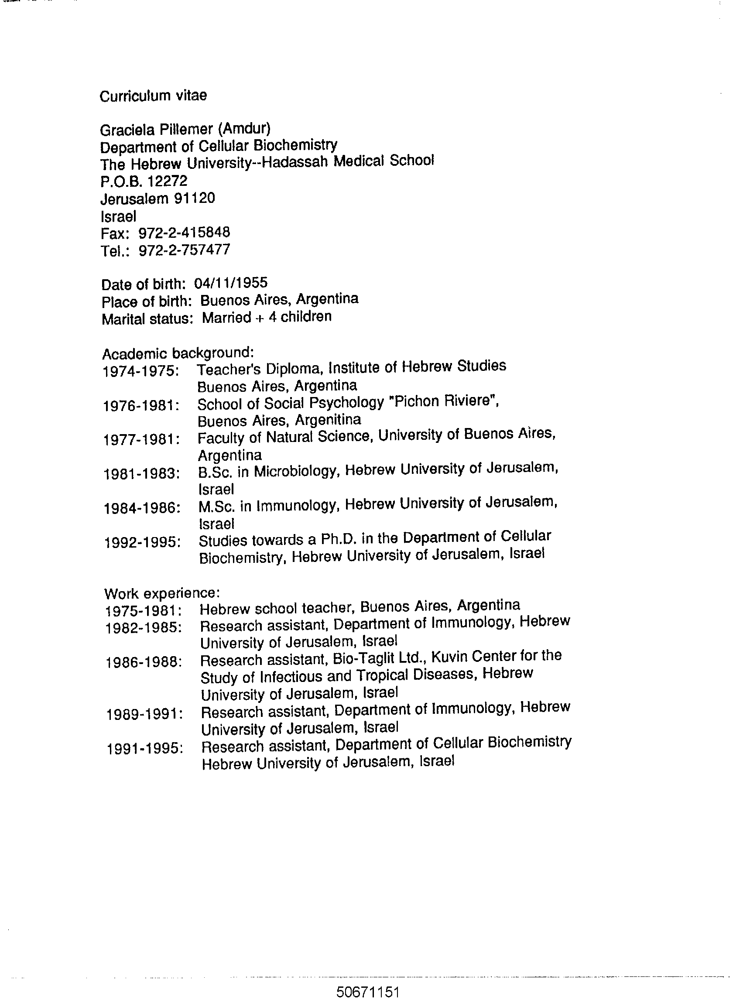 Curriculum vitae
Graciela Pillemer (Amdur)
Department of Cellular Biochemistry
The Hebrew University--Hadassah Medical School
P.O.B. 12272
Jerusalem 91120
Israel
Fax: 972-2-415848
Tel.: 972-2-757477
Date of birth: 04/11/1955
Place of birth: Buenos Aires, Argentina
Marital status: Married + 4 children
Academic background:
1974-1975: Teacher's Diploma, Institute of Hebrew Studies
Buenos Aires, Argentina
1976-1981: School of Social Psychology "Pichon Riviere",
Buenos Aires, Argenitina
1977-1981: Faculty of Natural Science, University of Buenos Aires,
Argentina
1981-1983: B.Sc. in Microbiology, Hebrew University of Jerusalem,
Israel
1984-1986: M.Sc. in Immunology, Hebrew University of Jerusalem,
Israel
1992-1995: Studies towards a Ph.D. in the Department of Cellular
Biochemistry, Hebrew University of Jerusalem, Israel
Work experience:
1975-1981: Hebrew school teacher, Buenos Aires, Argentina
1982-1985: Research assistant, Department of Immunology, Hebrew
University of Jerusalem, Israel
1986-1988: Research assistant, Bio-Taglit Ltd., Kuvin Center for the
Study of Infectious and Tropical Diseases, Hebrew
University of Jerusalem, Israel
1989-1991: Research assistant, Department of Immunology, Hebrew
University of Jerusalem, Israel
1991-1995: Research assistant, Department of Cellular Biochemistry
Hebrew University of Jerusalem, Israel
50671151